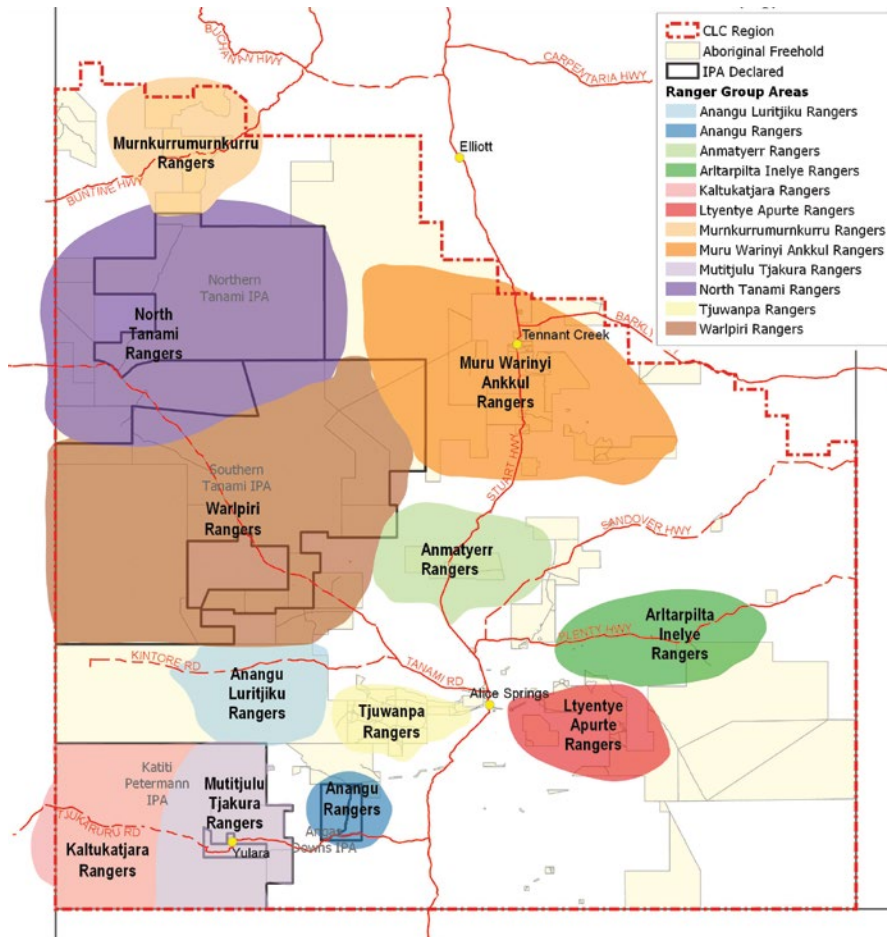 BUCHANAN HWY
CARPENTARIA HWY
CLC Region
Aboriginal Freehold
IPA Declared
Ranger Group Areas
Anangu Luritjiku Rangers
Anangu Rangers
Anmatyerr Rangers
Arltarpilta Inelye Rangers
Kaltukatjara Rangers
Ltyentye Apurte Rangers
Murnkurrumurnkurru Rangers
Muru Warinyi Ankkul Rangers
Mutitjulu Tjakura Rangers
North Tanami Rangers
Tjuwanpa Rangers
Warlpiri Rangers
Murnkurrumurnkurru
Rangers
Elliott
BUNTINE HWY
Northern
Tanami IPA
North
Tanami
Rangers
Tennant Creek
BARKLY
Muru Warinyi
Ankkul
Rangers
STUART HWY
Southern
Tanami IPA
Warlpiri
Rangers
SANDOVER HWY
Anmatyerr
Rangers
Arltarpilta
Inelye
Rangers
PLENTY HWY
KINTORE RD
TANAMI RD
Anangu
Luritjiku
Rangers
Alice Springs
Tjuwanpa
Rangers
Ltyentye
Apurte
Rangers
Katiti
Petermann
IPA
Mutitjulu
Tjakura
Rangers
Anangu
Rangers
Angas
Downs IPA
TJUKARURU RD
Kaltukatjara
Rangers
Yulara